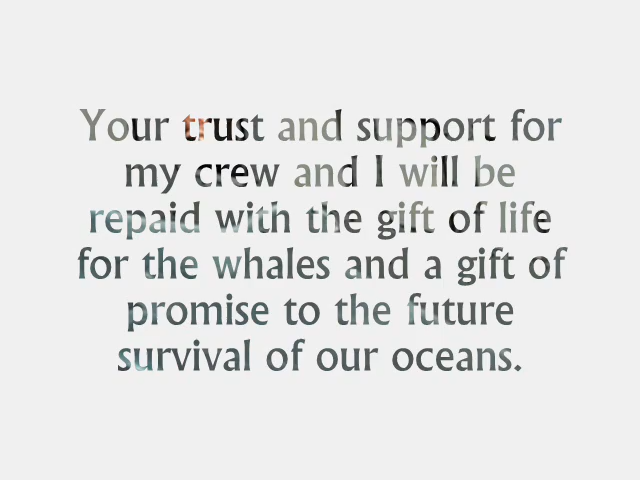 Your trust and support for
my crew and I will be
repaid with the gift of life
for the whales and a gift of
promise to the future
survival of our oceans.